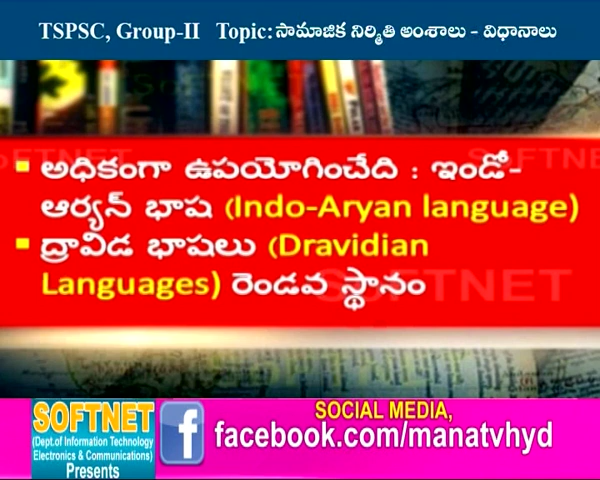 TSPSC, Group-II Topic: సామాజిక నిర్మితి అంశాలు - విధానాలు
అధికంగా ఉపయోగించేది : ఇండో-
ఆర్యన్ భాష (Indo-Aryan language)
ద్రావిడ భాషలు (Dravidian
Languages) రెండవ స్థానం
SOFTNET
SOFTNET
(Dept.of Information Technology
Electronics & Communications)
Presents
SOCIAL MEDIA,
facebook.com/manatvhyd